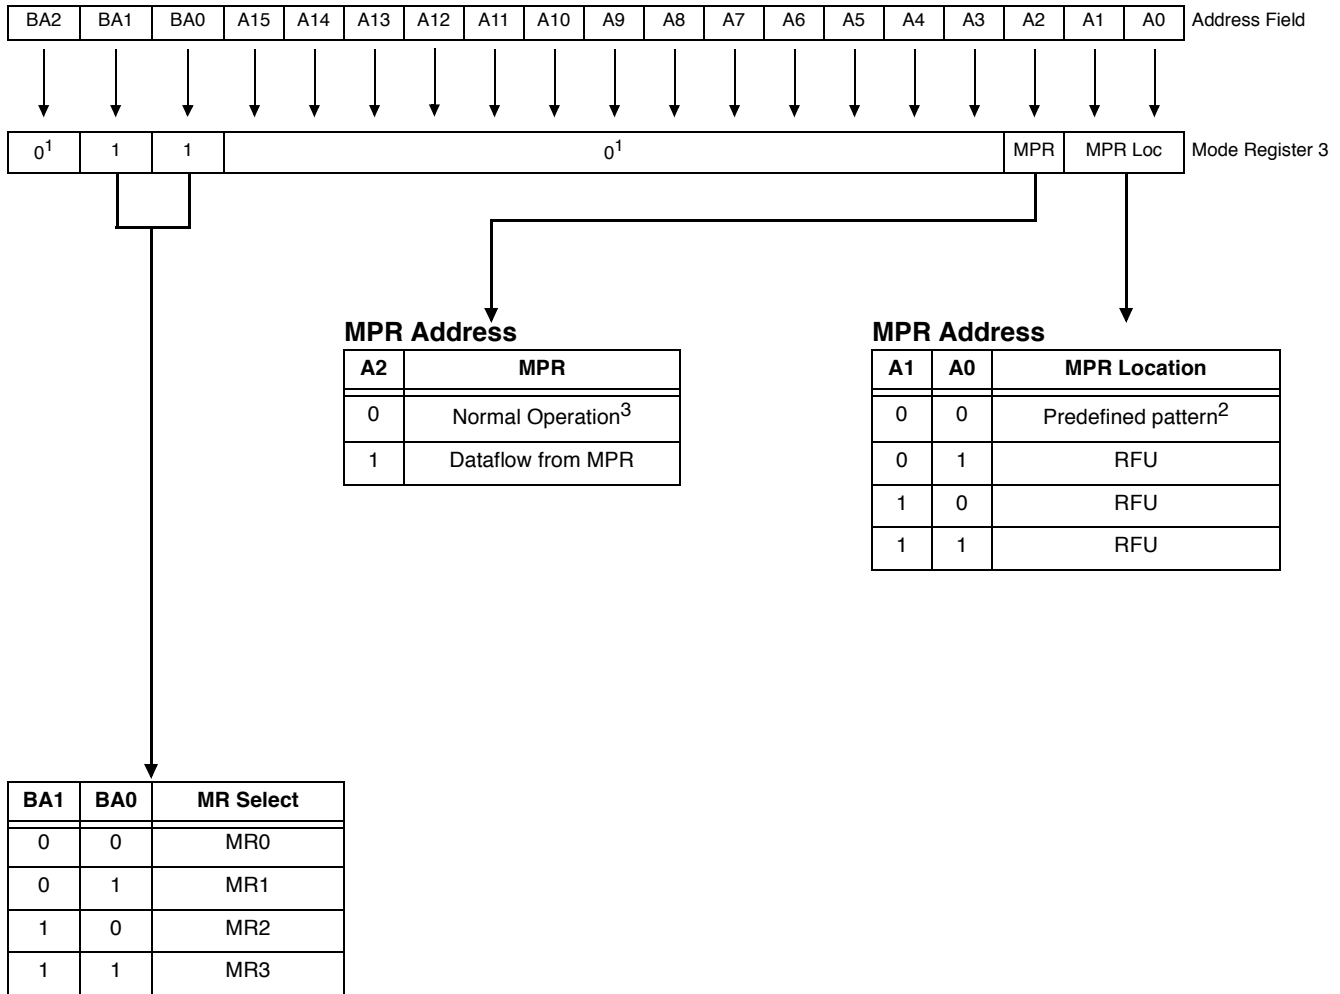 BA2 BA1 BA0 A15 A14 A13 A12 A11 A10 A9 A8 A7 A6 A5 A4 A3 A2 A1 A0 Address Field
0¹ 1 1 0¹ MPR MPR Loc Mode Register 3
MPR Address
A2 MPR
0 Normal Operation³
1 Dataflow from MPR
MPR Address
A1 A0 MPR Location
0 0 Predefined pattern²
0 1 RFU
1 0 RFU
1 1 RFU
BA1 BA0 MR Select
0 0 MR0
0 1 MR1
1 0 MR2
1 1 MR3